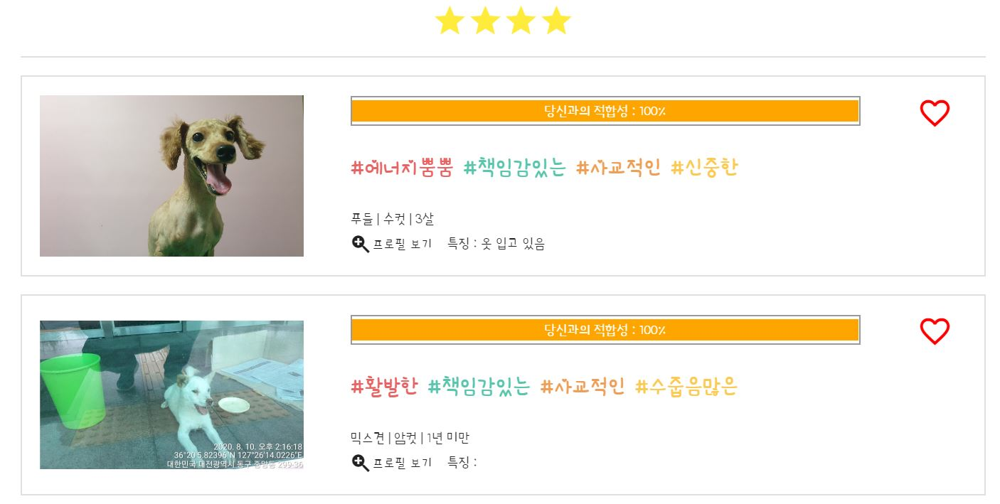 당신과의 적합성 : 100%
#에너지뿜뿜 #책임감있는 #사교적인 #신중한
푸들 | 수컷 | 3살
프로필 보기 특징 : 옷 입고 있음
당신과의 적합성 : 100%
#활발한 #책임감있는 #사교적인 #수줍음많은
믹스견 | 암컷 | 1년 미만
프로필 보기 특징 :
2020. 8. 10. 오후 2:16:18
36°20'5.82396"N 127°26'14.0226"E
대한민국 대전광역시 동구 중앙동 299-36